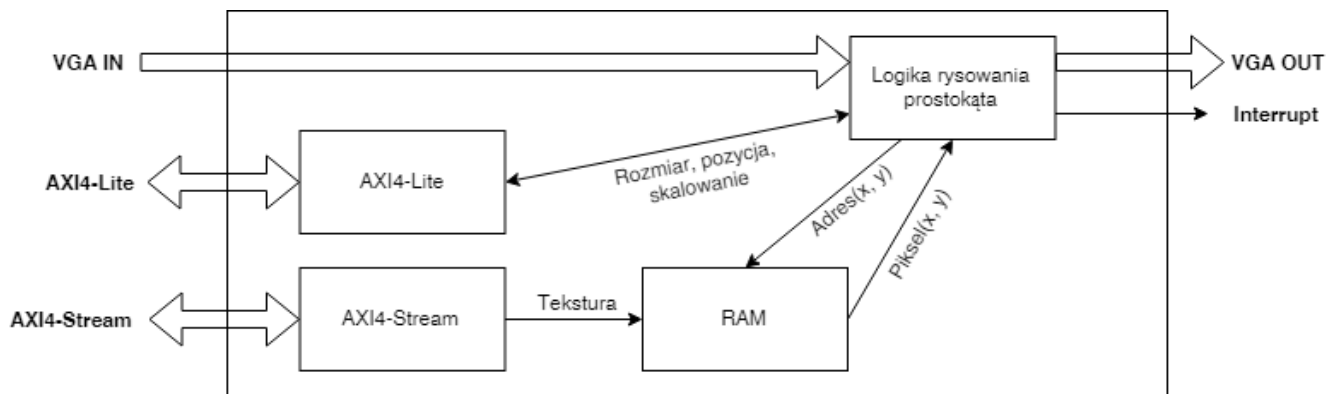 VGA IN
Logika rysowania
prostokąta
VGA OUT
Interrupt
AXI4-Lite
AXI4-Lite
Rozmiar, pozycja,
skalowanie
Adres(x, y)
Piksel(x, y)
AXI4-Stream
AXI4-Stream
Tekstura
RAM